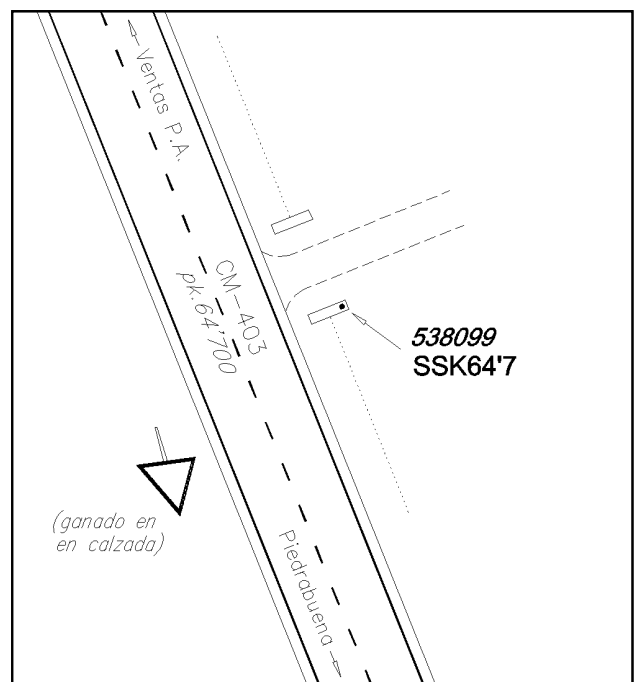 ← Ventas P.A.
CM-403
pk.64'700
538099
SSK64'7
(ganado en
en calzada)
Piedrabuena →